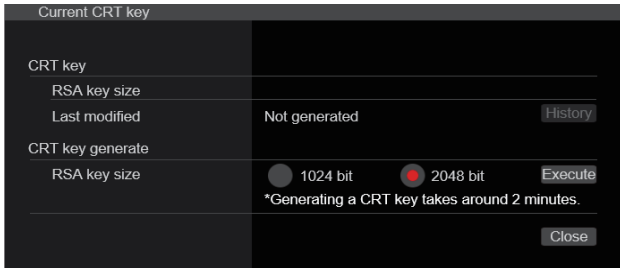 Current CRT key
CRT key
RSA key size
Last modified Not generated History
CRT key generate
RSA key size 1024 bit 2048 bit Execute
*Generating a CRT key takes around 2 minutes.
Close